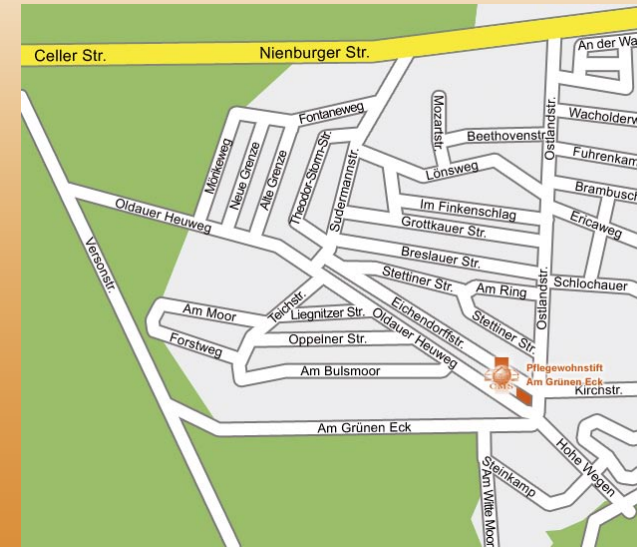 Celler Str.
Nienburger Str.
An der Wa
Fontaneweg
Mozartstr.
Ostlandstr.
Wacholderw
Beethovenstr.
Fuhrenkam
Mörikeweg
Neue Grenze
Alte Grenze
Theodor-Storm-Str.
Sudermannstr.
Lönsweg
Brambusch
Oldauer Heuweg
Im Finkenschlag
Grottkauer Str.
Ericaweg
Versonstr.
Breslauer Str.
Stettiner Str.
Am Ring
Schlochauer
Ostlandstr.
Teichstr.
Eichendorffstr.
Am Moor
Liegnitzer Str.
Oldauer Heuweg
Stettiner Str.
Forstweg
Oppelner Str.
Am Bulsmoor
Pflegewohnstift
Am Grünen Eck
CMS
Kirchstr.
Am Grünen Eck
Hohe Wegen
Steinkamp
Am Witte Moor